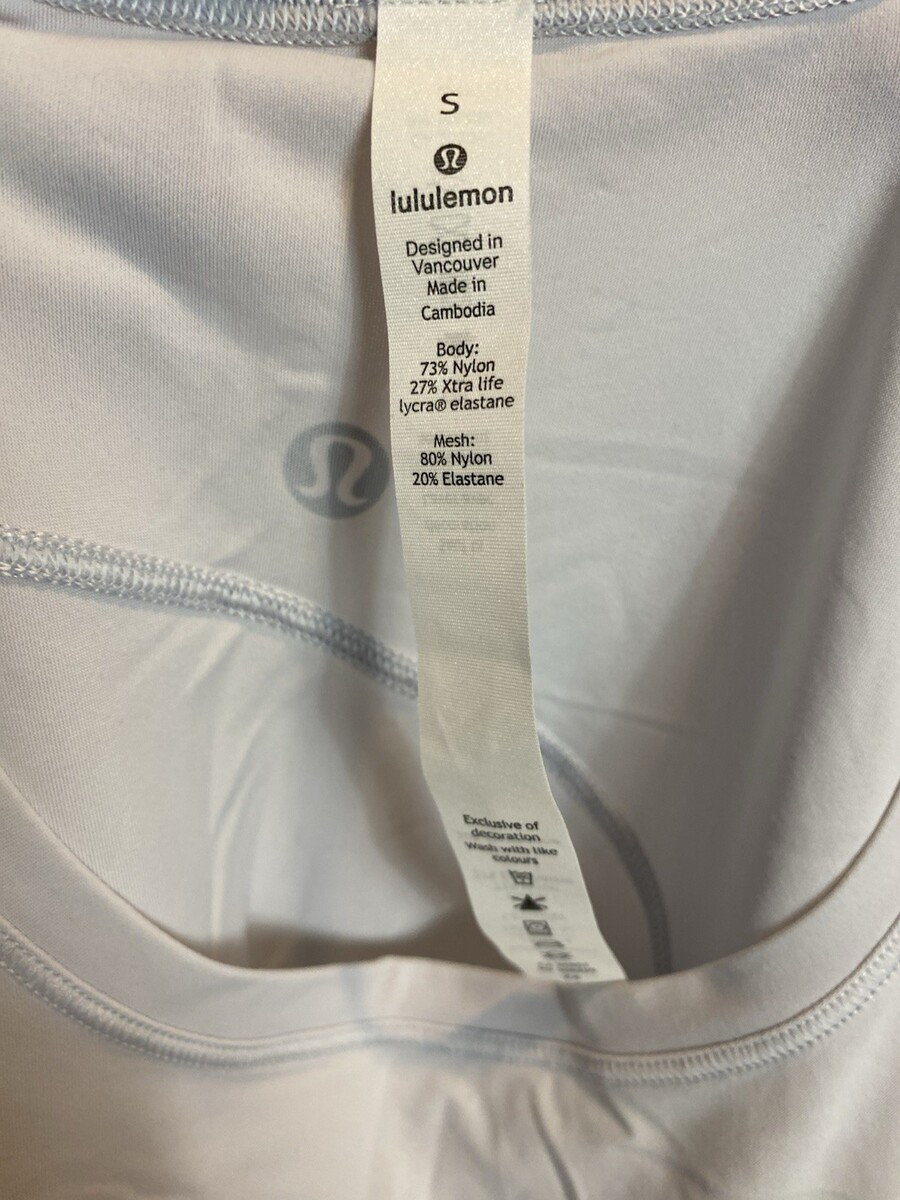 S
lululemon
Designed in
Vancouver
Made in
Cambodia
Body:
73% Nylon
27% Xtra life
lycra® elastane
Mesh:
80% Nylon
20% Elastane
Exclusive of
decoration
Wash with like
colours